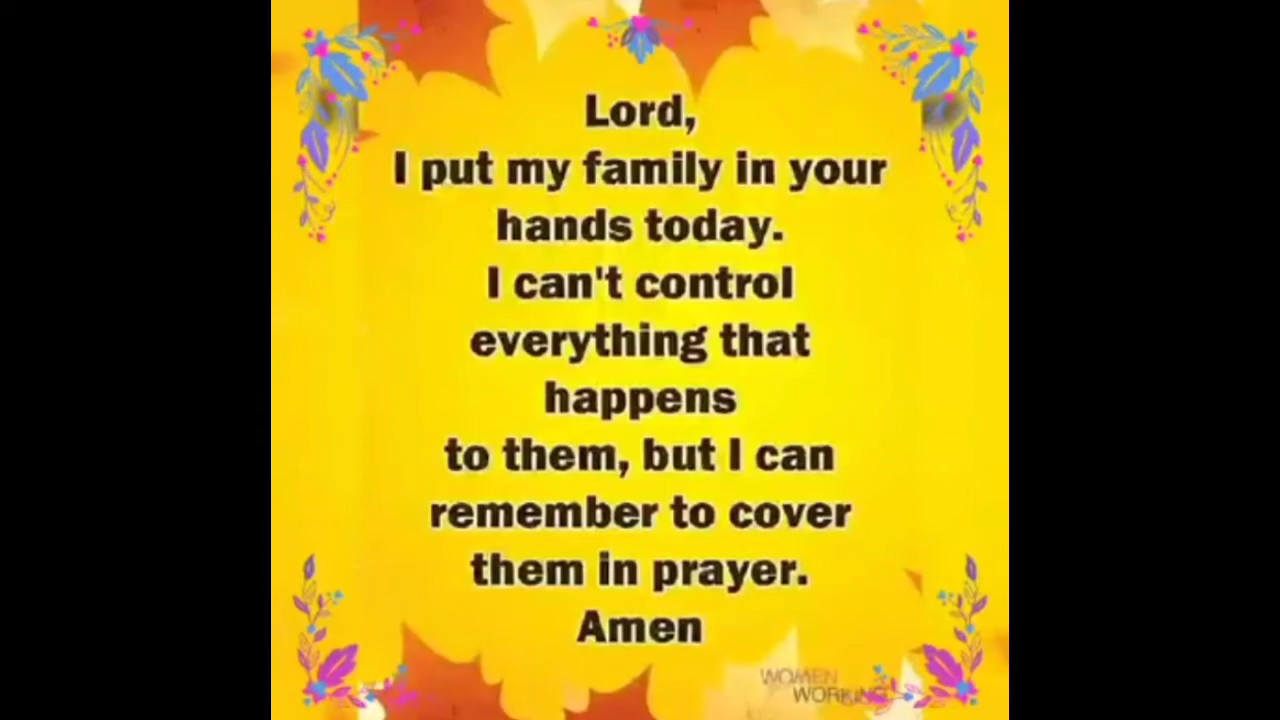 Lord,
I put my family in your
hands today.
I can't control
everything that
happens
to them, but I can
remember to cover
them in prayer.
Amen
WOMEN
WORKING